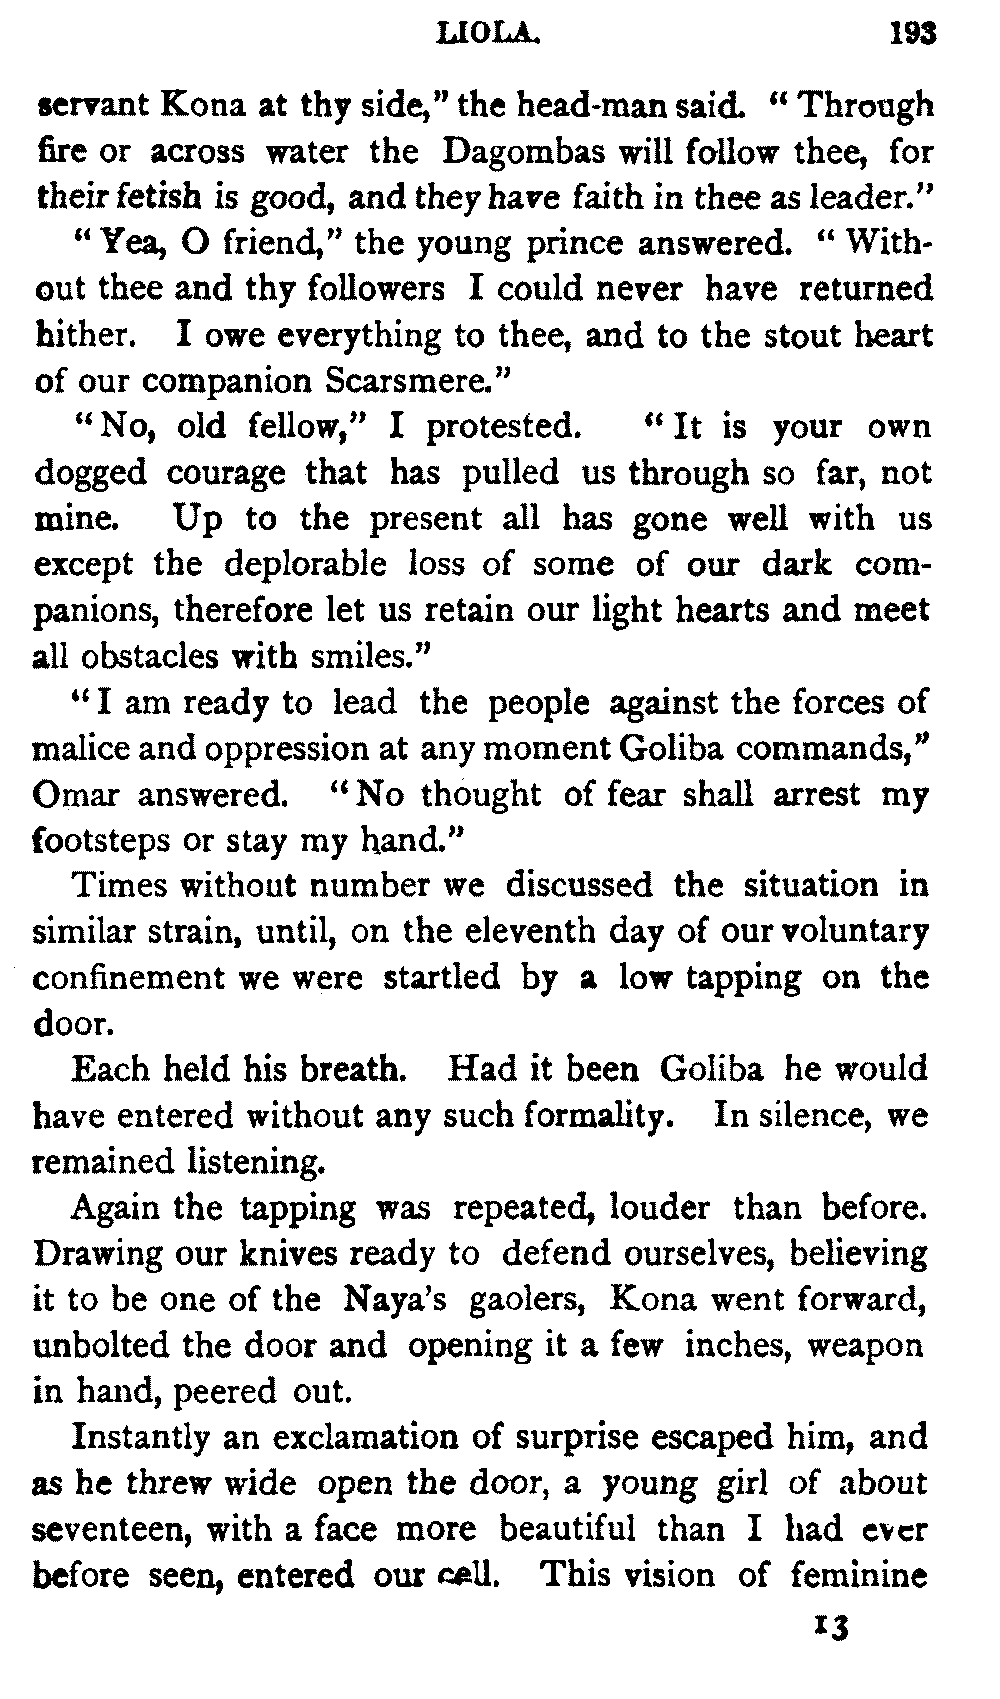 LIOLA. 193
servant Kona at thy side,” the head-man said. “ Through
fire or across water the Dagombas will follow thee, for
their fetish is good, and they have faith in thee as leader.”
“ Yea, O friend,” the young prince answered. “ With-
out thee and thy followers I could never have returned
hither. I owe everything to thee, and to the stout heart
of our companion Scarsmere.”
“ No, old fellow,” I protested. “ It is your own
dogged courage that has pulled us through so far, not
mine. Up to the present all has gone well with us
except the deplorable loss of some of our dark com-
panions, therefore let us retain our light hearts and meet
all obstacles with smiles.”
“ I am ready to lead the people against the forces of
malice and oppression at any moment Goliba commands,”
Omar answered. “ No thought of fear shall arrest my
footsteps or stay my hand.”
Times without number we discussed the situation in
similar strain, until, on the eleventh day of our voluntary
confinement we were startled by a low tapping on the
door.
Each held his breath. Had it been Goliba he would
have entered without any such formality. In silence, we
remained listening.
Again the tapping was repeated, louder than before.
Drawing our knives ready to defend ourselves, believing
it to be one of the Naya’s gaolers, Kona went forward,
unbolted the door and opening it a few inches, weapon
in hand, peered out.
Instantly an exclamation of surprise escaped him, and
as he threw wide open the door, a young girl of about
seventeen, with a face more beautiful than I had ever
before seen, entered our cell. This vision of feminine
13